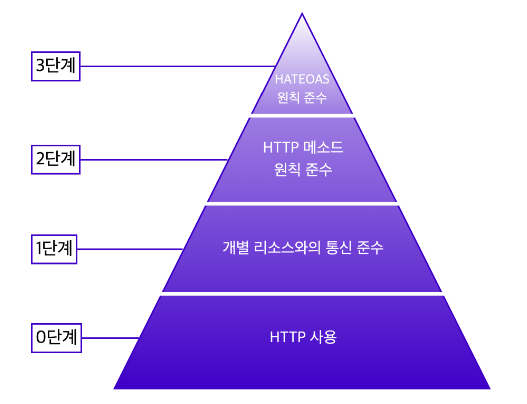 3단계
HATEOAS
원칙 준수
2단계
HTTP 메소드
원칙 준수
1단계
개별 리소스와의 통신 준수
0단계
HTTP 사용